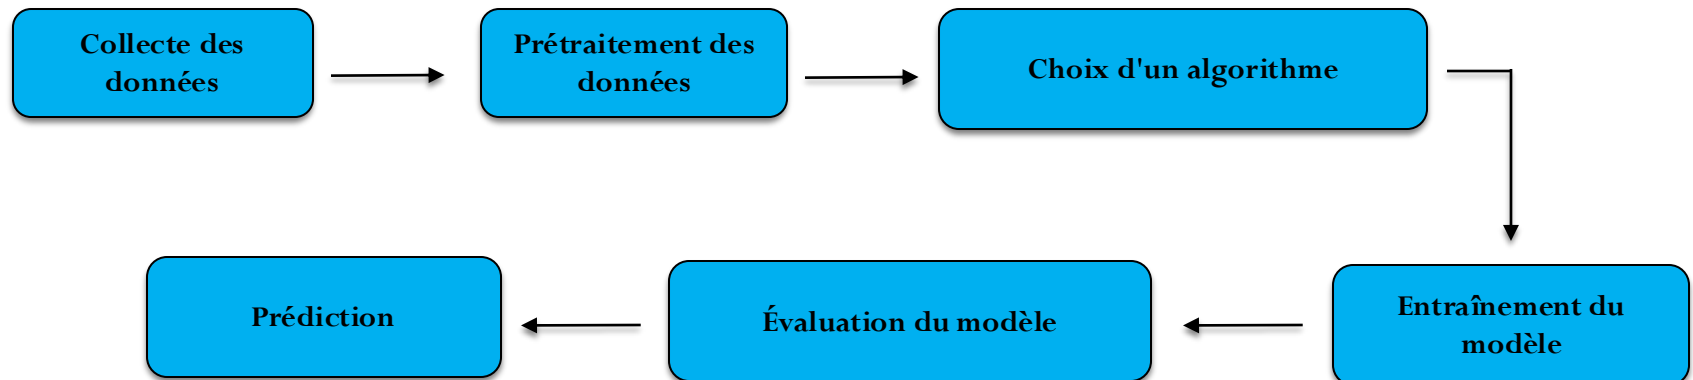 Collecte des
données
Prétraitement des
données
Choix d'un algorithme
Entraînement du
modèle
Évaluation du modèle
Prédiction